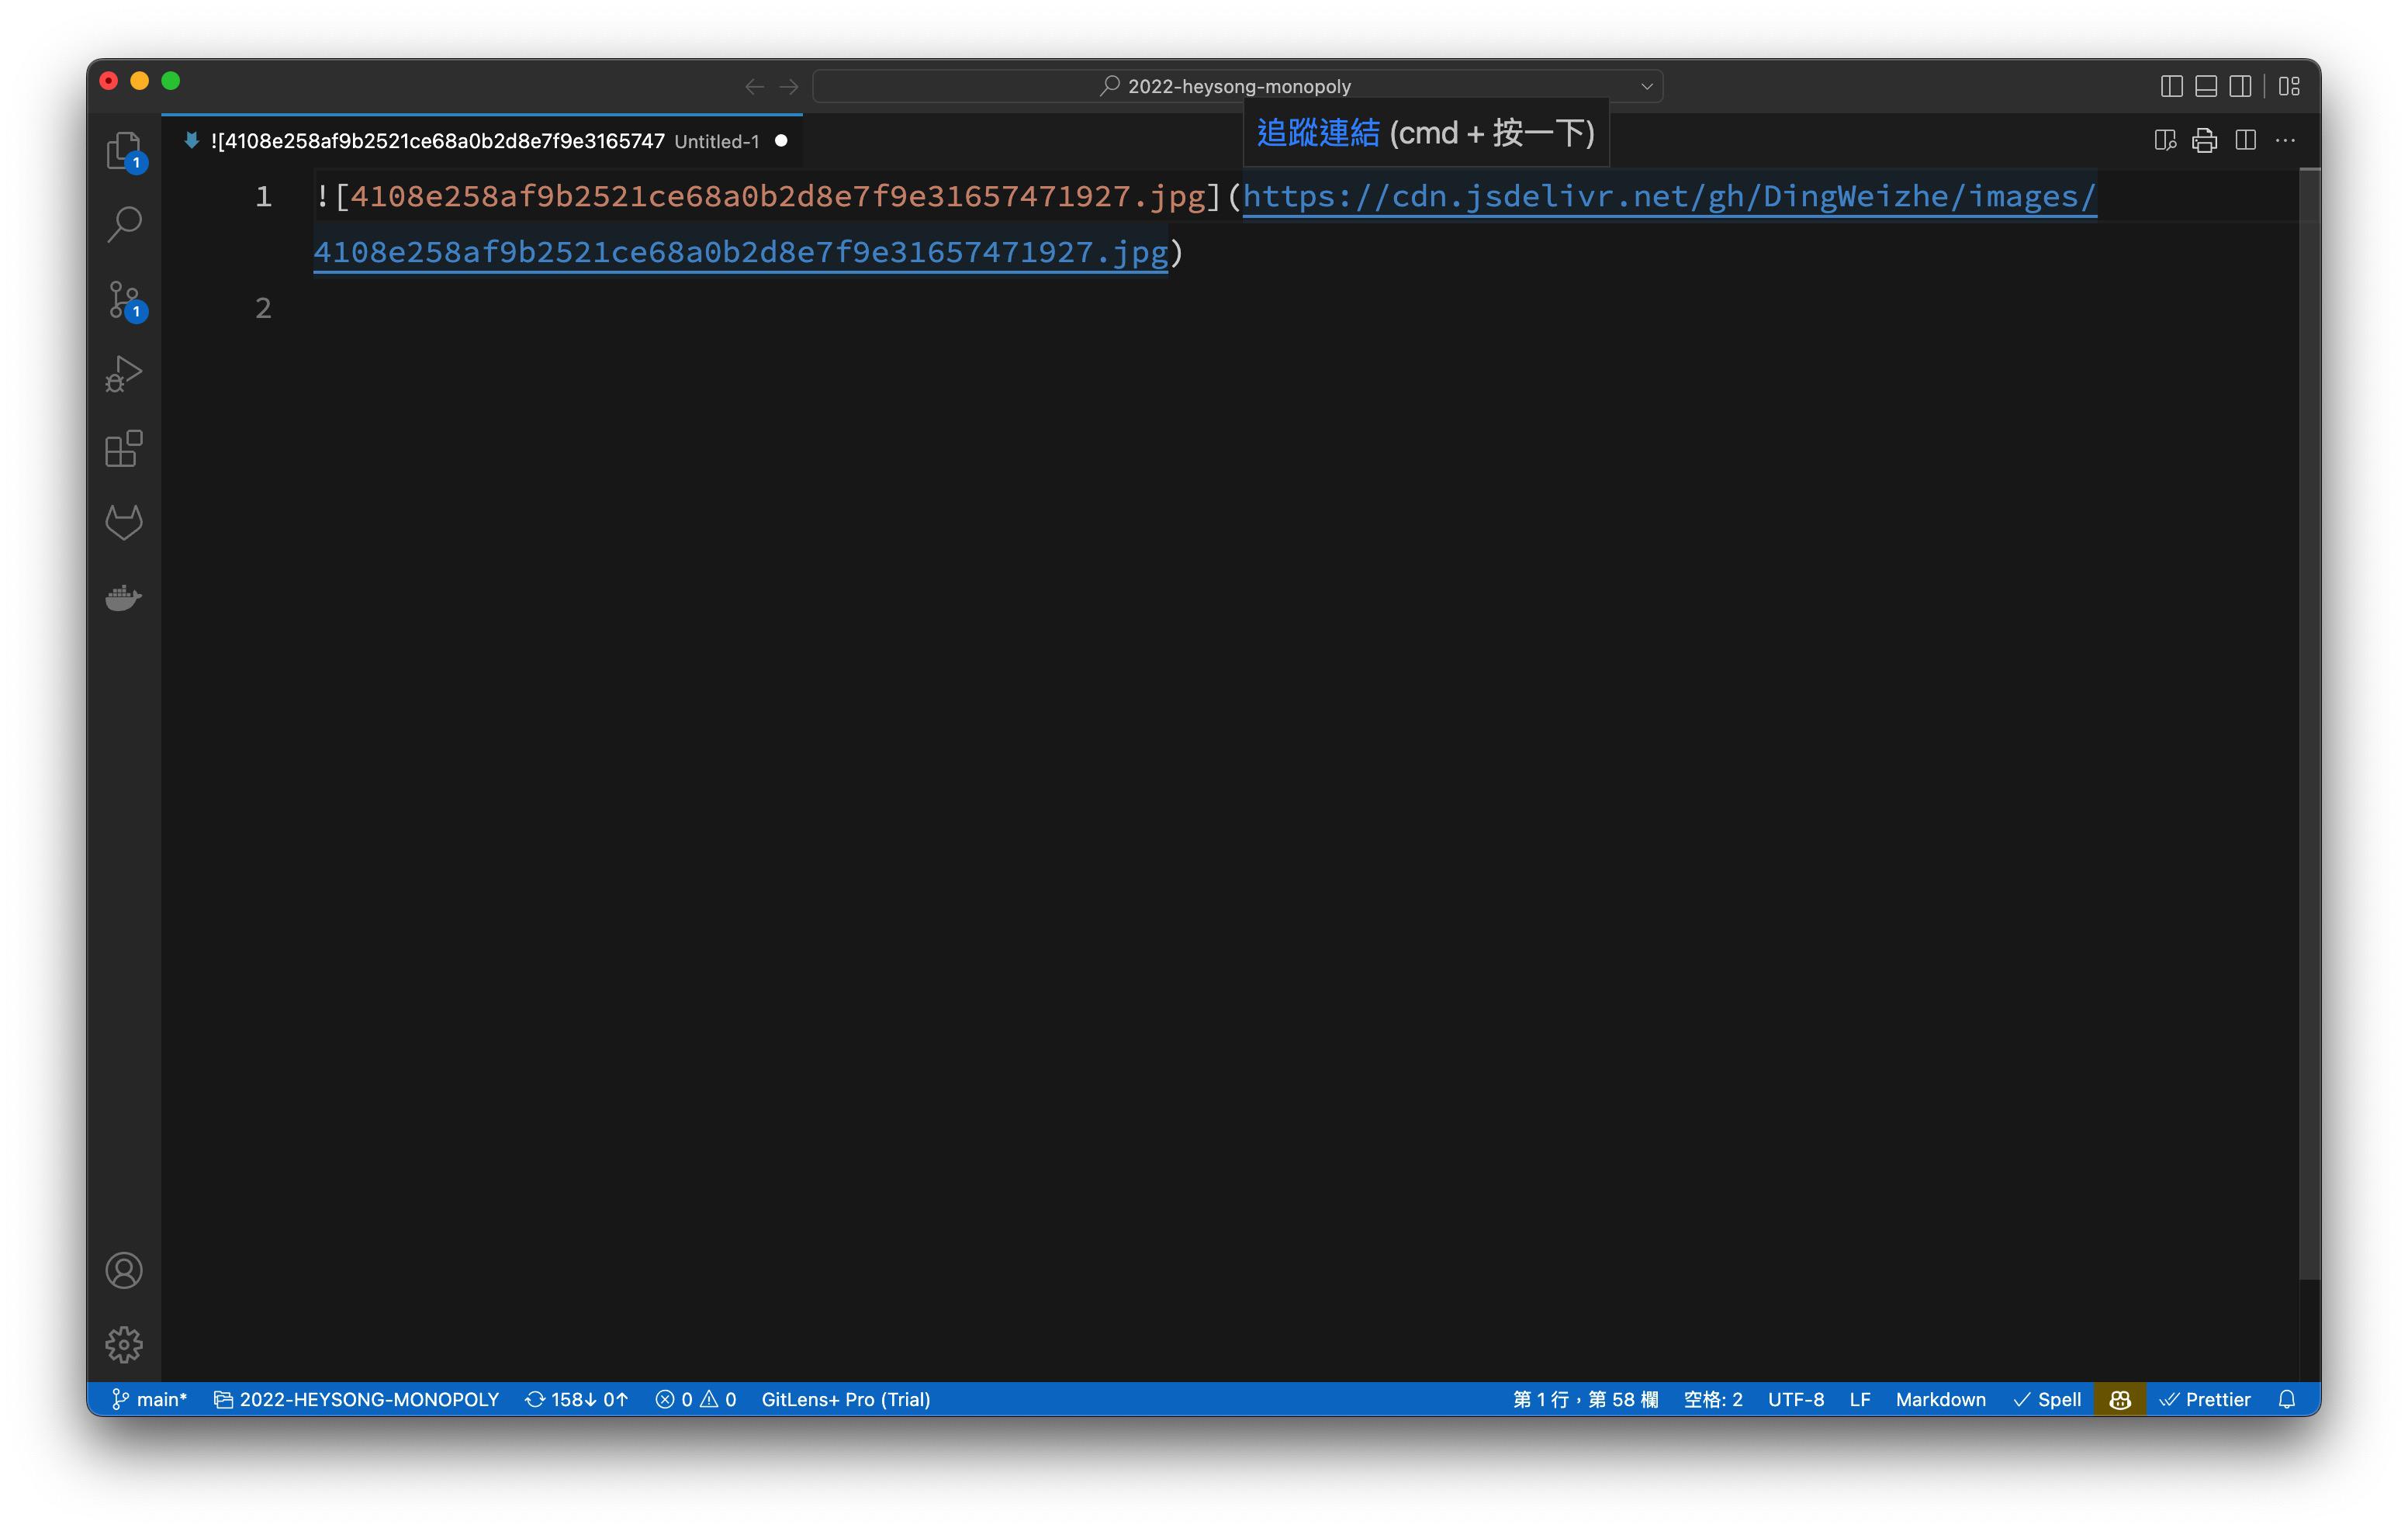 2022-heysong-monopoly
![4108e258af9b2521ce68a0b2d8e7f9e3165747 Untitled-1
追蹤連結 (cmd + 按一下)
1
1 ![4108e258af9b2521ce68a0b2d8e7f9e31657471927.jpg](https://cdn.jsdelivr.net/gh/DingWeizhe/images/
4108e258af9b2521ce68a0b2d8e7f9e31657471927.jpg)
2
1
main* 2022-HEYSONG-MONOPOLY 158↓ 0↑ 0 0 GitLens+ Pro (Trial) 第 1 行，第 58 欄 空格: 2 UTF-8 LF Markdown Spell Prettier